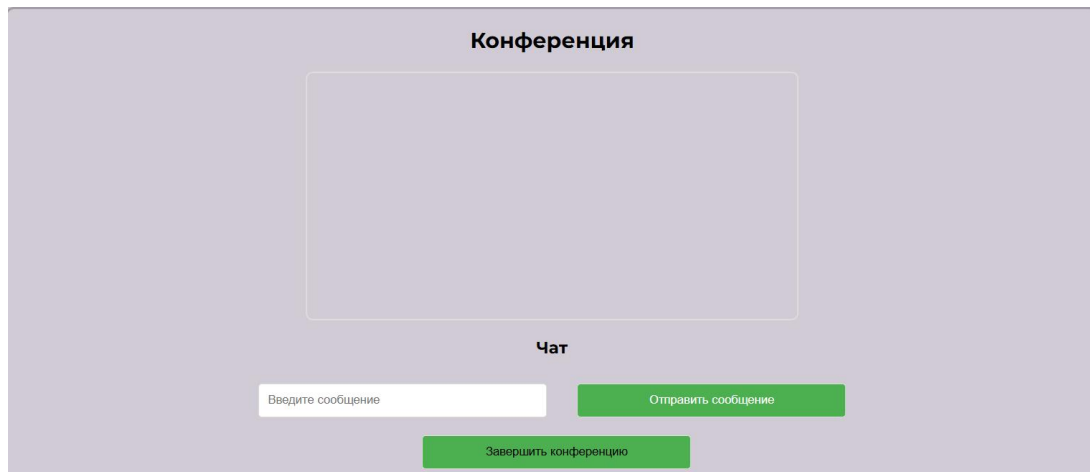 Конференция
Чат
Введите сообщение
Отправить сообщение
Завершить конференцию